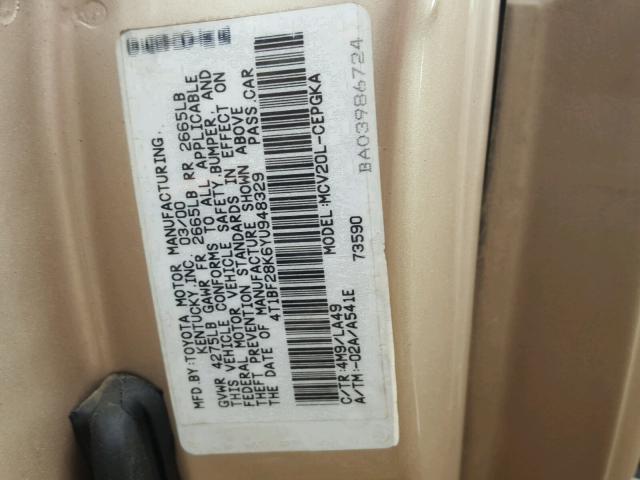 MFD.BY:TOYOTA MOTOR MANUFACTURING,
KENTUCKY,INC. 03/00
GVWR 4275LB GAWR FR 2665LB RR 2665LB
THIS VEHICLE CONFORMS TO ALL APPLICABLE
FEDERAL MOTOR VEHICLE SAFETY,BUMPER, AND
THEFT PREVENTION STANDARDS IN EFFECT ON
THE DATE OF MANUFACTURE SHOWN ABOVE
4T1BF28K6YU948329 PASS.CAR
MODEL:MCV20L-CEPGKA
C/TR:4M9/LA49
A/TM:-02A/A541E 73590
BA03986724